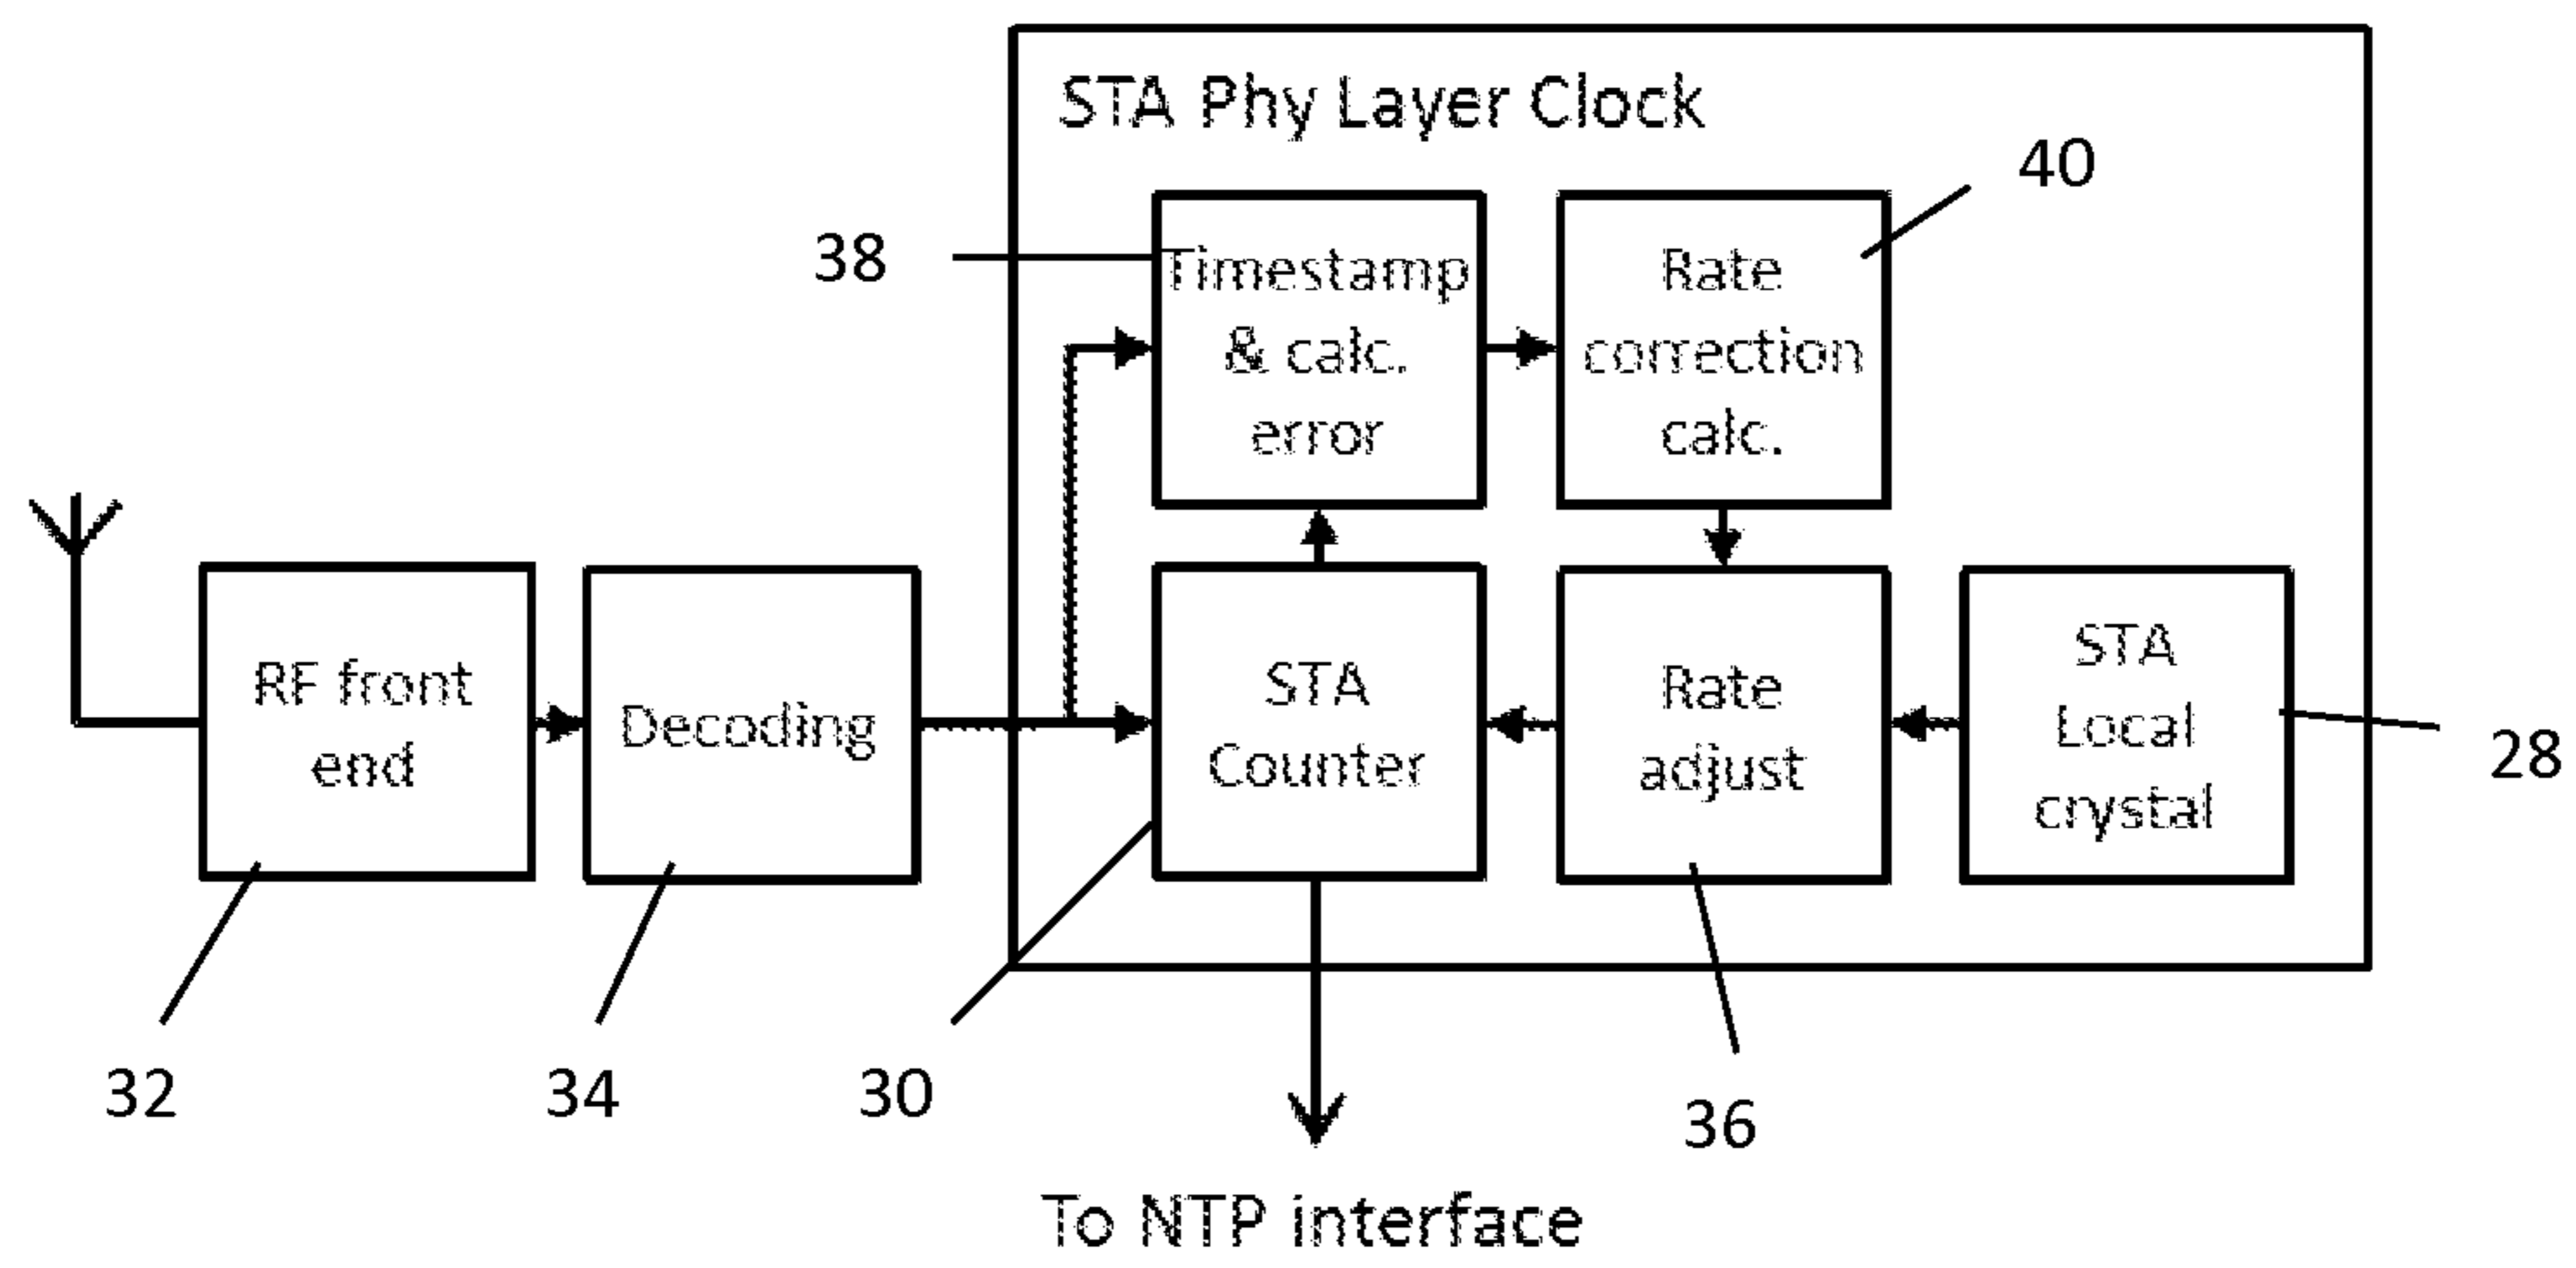 STA Phy Layer Clock
40
38
Timestamp
& calc.
error
Rate
correction
calc.
RF front
end
Decoding
STA
Counter
Rate
adjust
STA
Local
crystal
28
32
34
30
36
To NTP interface